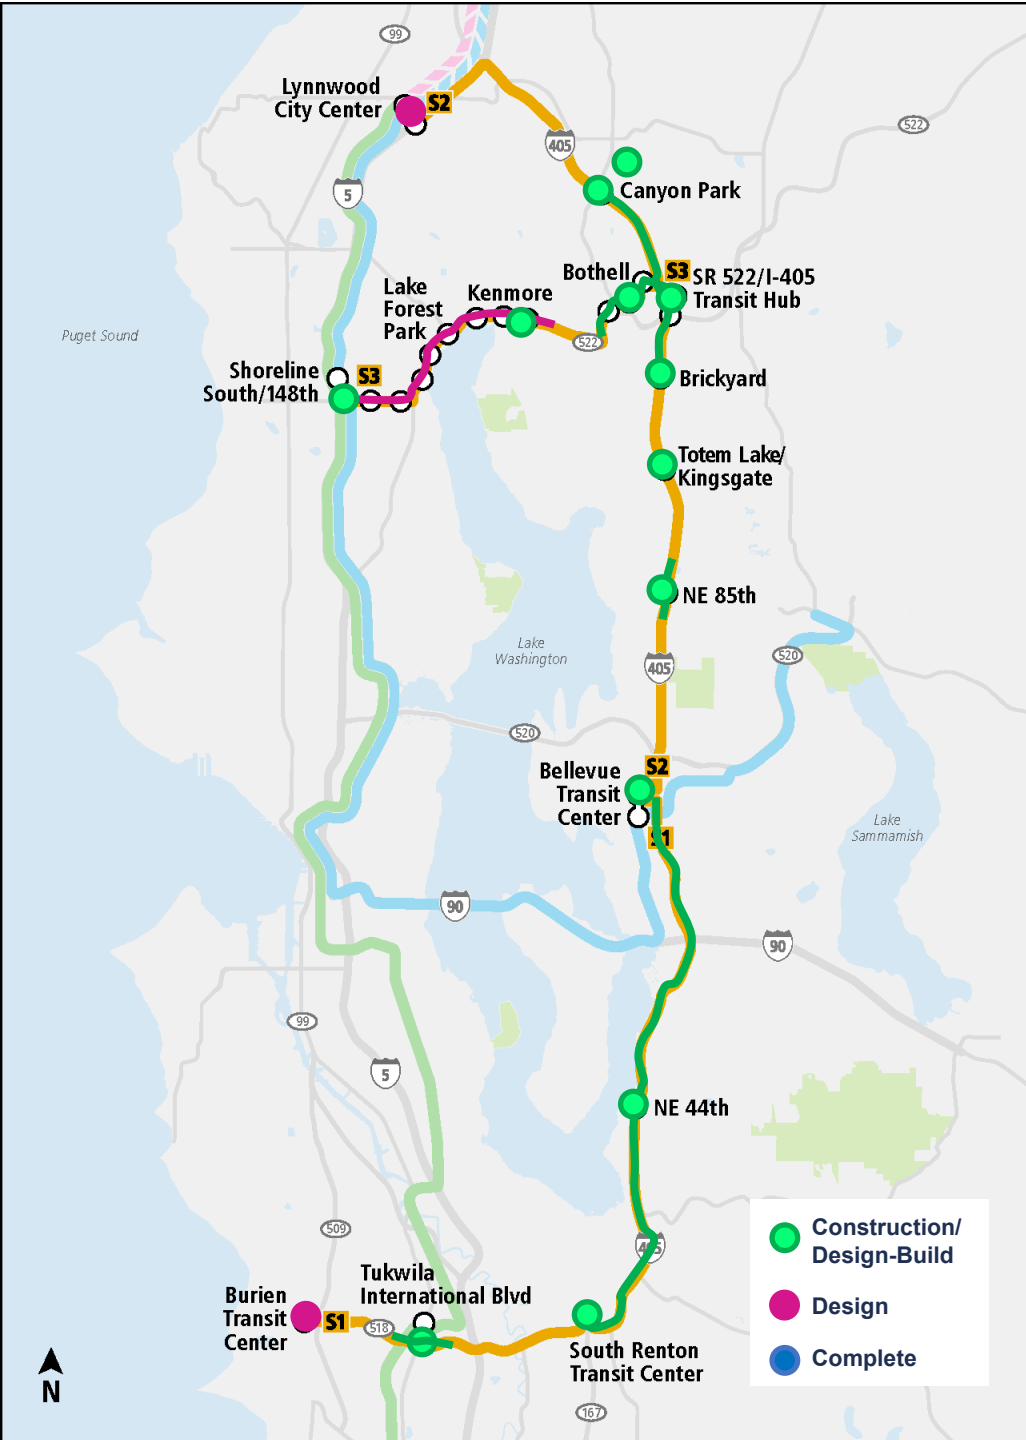 99
Lynnwood
City Center
S2
522
405
5
Canyon Park
Bothell
S3
SR 522/I-405
Transit Hub
Lake
Forest
Park
Kenmore
Puget Sound
522
Shoreline
South/148th
S3
Brickyard
Totem Lake/
Kingsgate
NE 85th
Lake
Washington
405
520
520
Bellevue
Transit
Center
S2
S1
Lake
Sammamish
90
90
99
5
NE 44th
509
405
Tukwila
International Blvd
Burien
Transit
Center
S1
518
South Renton
Transit Center
167
N
Construction/
Design-Build
Design
Complete